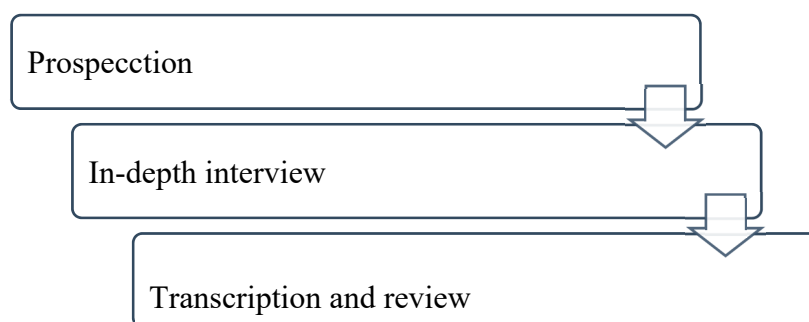 Prospecction
In-depth interview
Transcription and review